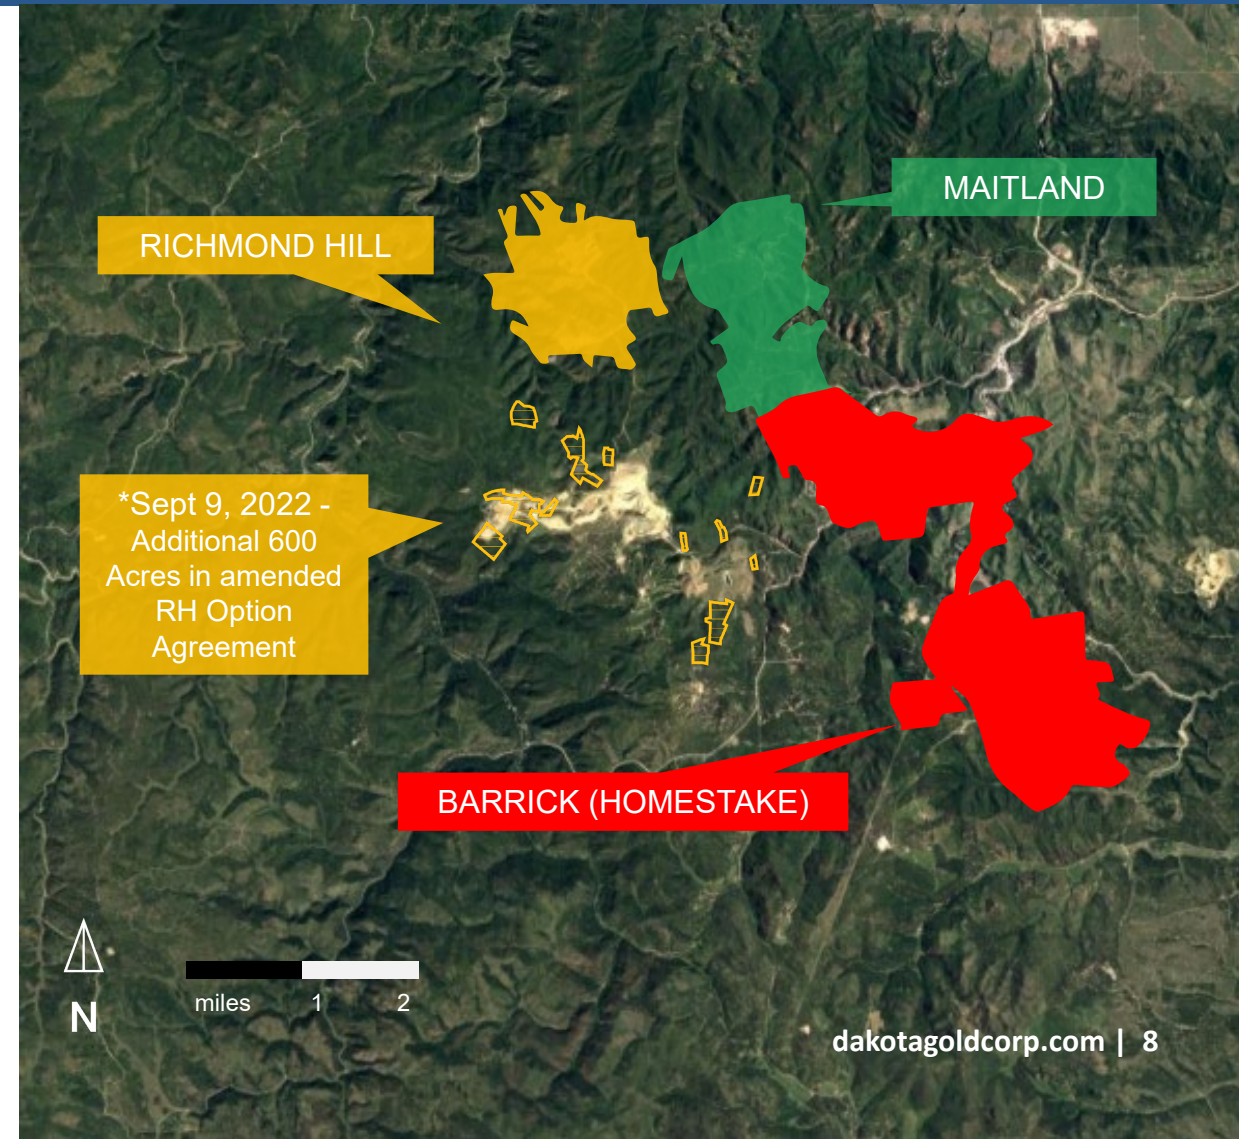 MAITLAND
RICHMOND HILL
*Sept 9, 2022 -
Additional 600
Acres in amended
RH Option
Agreement
BARRICK (HOMESTAKE)
N
miles 1 2
dakotagoldcorp.com | 8